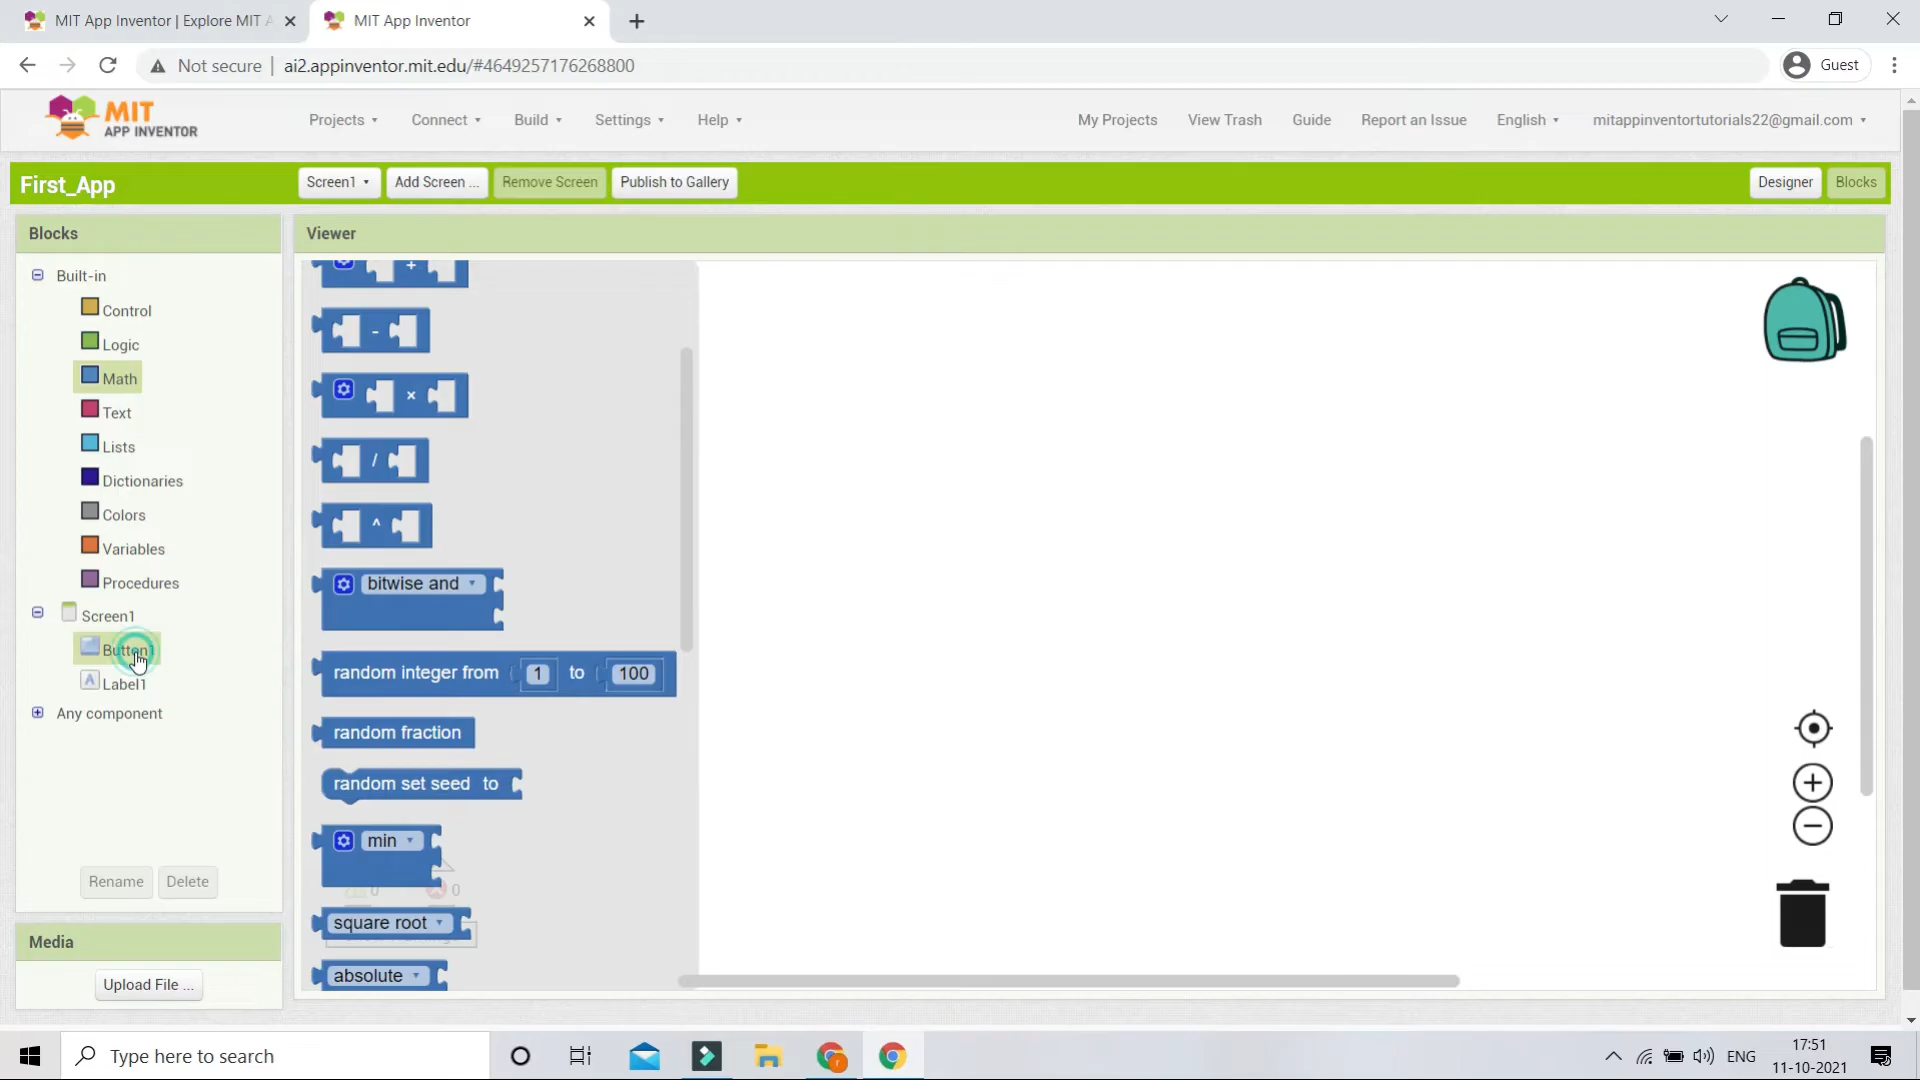 MIT App Inventor | Explore MIT A
MIT App Inventor
Not secure
ai2.appinventor.mit.edu/#4649257176268800
Guest
MIT
APP INVENTOR
Projects
Connect
Build
Settings
Help
My Projects
View Trash
Guide
Report an Issue
English
mitappinventortutorials22@gmail.com
First_App
Screen1
Add Screen ...
Remove Screen
Publish to Gallery
Designer
Blocks
Blocks
Viewer
Built-in
Control
Logic
Math
Text
Lists
Dictionaries
Colors
Variables
Procedures
Screen1
Button1
A Label1
Any component
Rename
Delete
Media
Upload File ...
+
-
×
/
^
bitwise and
random integer from 1 to 100
random fraction
random set seed to
min
0 0
square root
absolute
Type here to search
ENG
17:51
11-10-2021